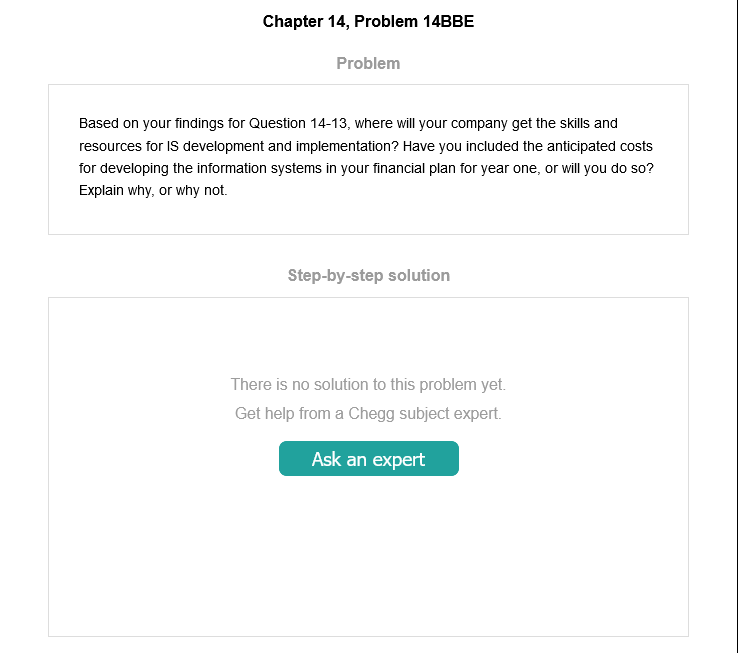 Chapter 14, Problem 14BBE
Problem
Based on your findings for Question 14-13, where will your company get the skills and
resources for IS development and implementation? Have you included the anticipated costs
for developing the information systems in your financial plan for year one, or will you do so?
Explain why, or why not.
Step-by-step solution
There is no solution to this problem yet.
Get help from a Chegg subject expert.
Ask an expert